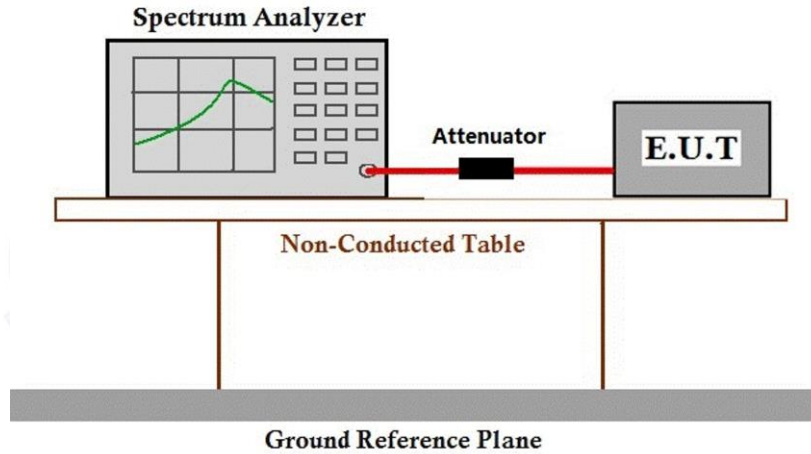 Spectrum Analyzer
Attenuator
E.U.T
Non-Conducted Table
Ground Reference Plane